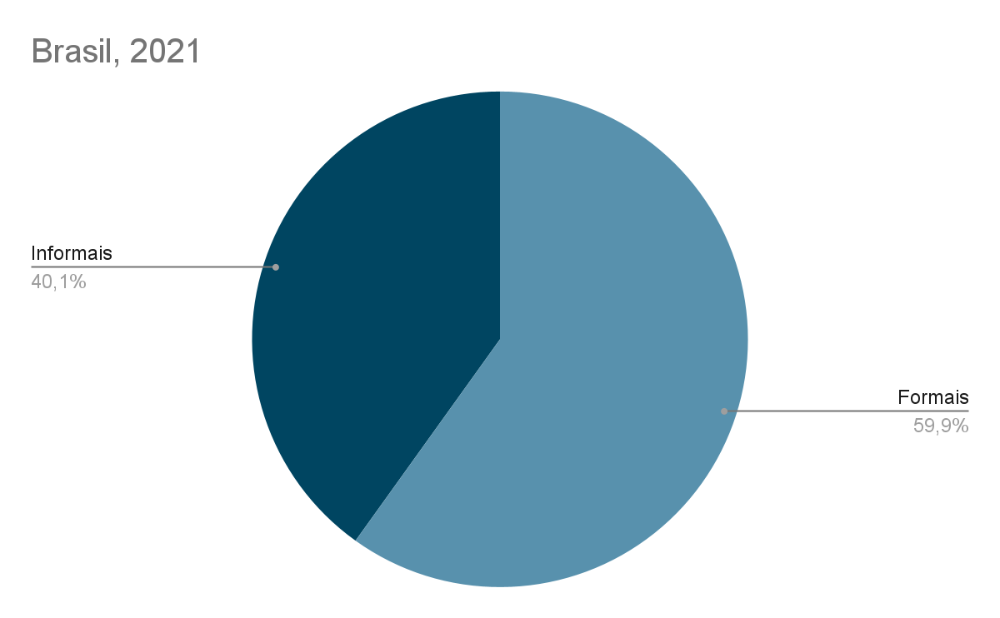 Brasil, 2021
Informais
40,1%
Formais
59,9%